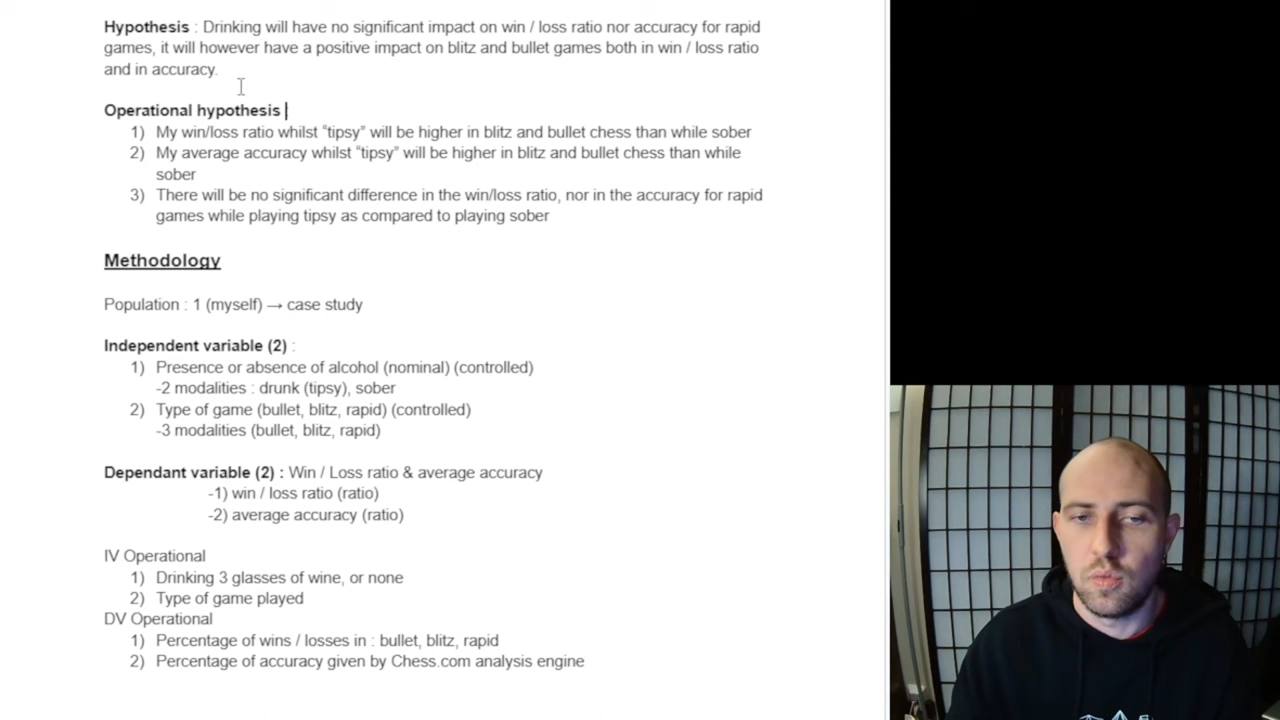 Hypothesis : Drinking will have no significant impact on win / loss ratio nor accuracy for rapid
games, it will however have a positive impact on blitz and bullet games both in win / loss ratio
and in accuracy.
Operational hypothesis
1) My win/loss ratio whilst “tipsy” will be higher in blitz and bullet chess than while sober
2) My average accuracy whilst “tipsy” will be higher in blitz and bullet chess than while
sober
3) There will be no significant difference in the win/loss ratio, nor in the accuracy for rapid
games while playing tipsy as compared to playing sober
Methodology
Population : 1 (myself) → case study
Independent variable (2) :
1) Presence or absence of alcohol (nominal) (controlled)
-2 modalities : drunk (tipsy), sober
2) Type of game (bullet, blitz, rapid) (controlled)
-3 modalities (bullet, blitz, rapid)
Dependant variable (2) : Win / Loss ratio & average accuracy
-1) win / loss ratio (ratio)
-2) average accuracy (ratio)
IV Operational
1) Drinking 3 glasses of wine, or none
2) Type of game played
DV Operational
1) Percentage of wins / losses in : bullet, blitz, rapid
2) Percentage of accuracy given by Chess.com analysis engine